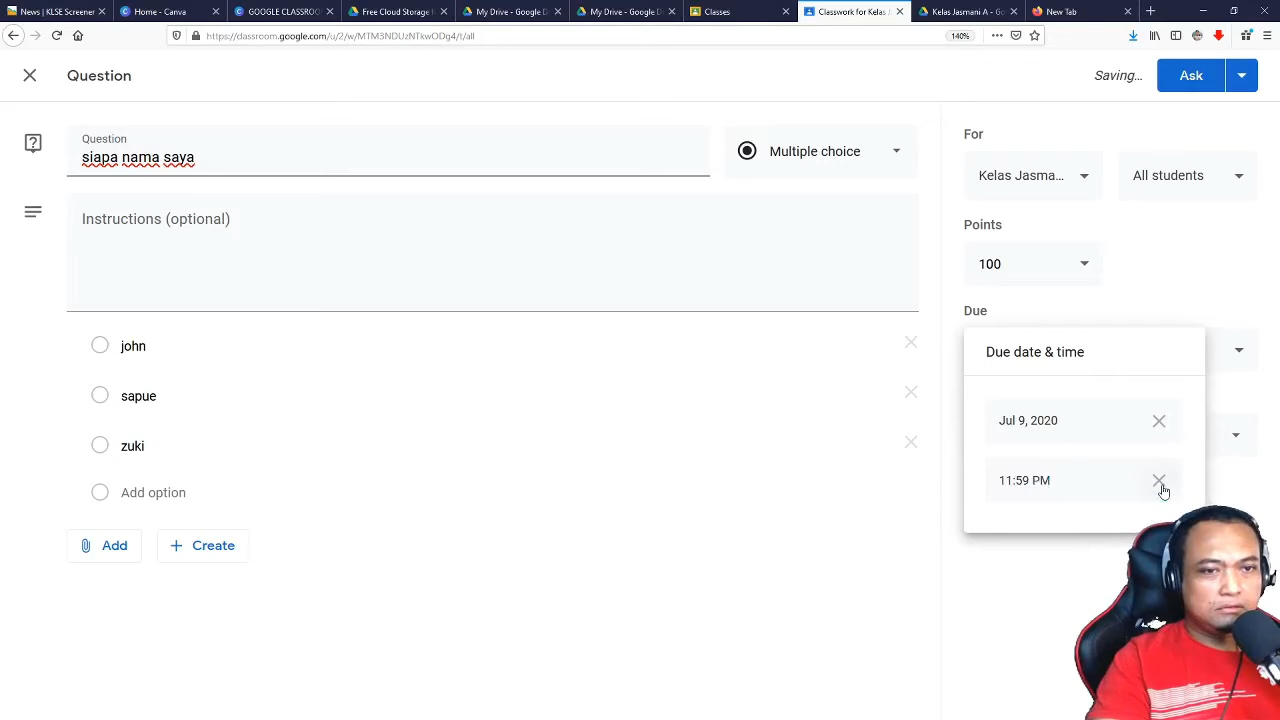 News | KLSE Screener
Home - Canva
GOOGLE CLASSROO
Free Cloud Storage
My Drive - Google D
My Drive - Google D
Classes
Classwork for Kelas J
Kelas Jasmani A - Goo
New Tab
https://classroom.google.com/u/2/w/MTM3NDUzNTkwODg4/t/all
140%
Question
Saving...
Ask
Question
siapa nama saya
Multiple choice
Instructions (optional)
john
sapue
zuki
Add option
Add
Create
For
Kelas Jasma...
All students
Points
100
Due
Due date & time
Jul 9, 2020
11:59 PM